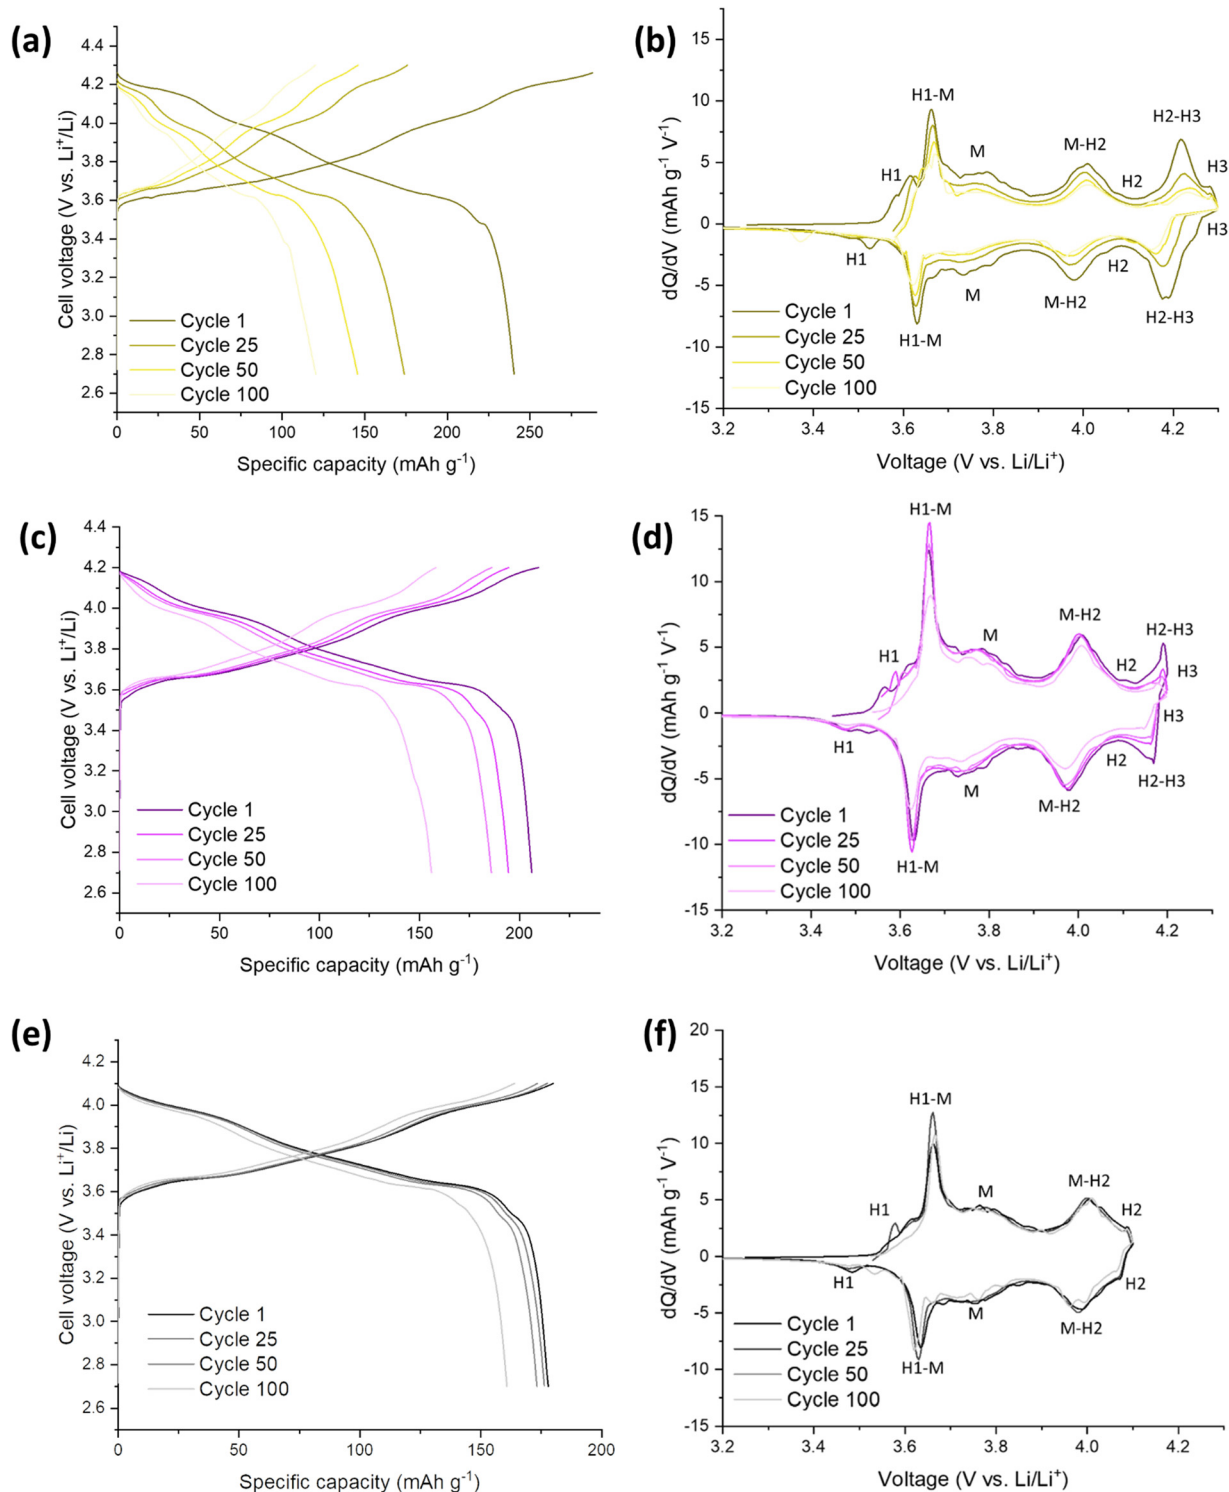 (a)
4.4
4.2
4.0
3.8
3.6
3.4
3.2
3.0
2.8
2.6
Cell voltage (V vs. Li⁺/Li)
Cycle 1
Cycle 25
Cycle 50
Cycle 100
0 50 100 150 200 250
Specific capacity (mAh g⁻¹)
(b)
15
10
5
0
-5
-10
-15
dQ/dV (mAh g⁻¹ V⁻¹)
H1-M
H1
M
M-H2
H2
H2-H3
H3
H3
H1
H2
M
M-H2
H2-H3
H1-M
Cycle 1
Cycle 25
Cycle 50
Cycle 100
3.2 3.4 3.6 3.8 4.0 4.2
Voltage (V vs. Li/Li⁺)
(c)
4.4
4.2
4.0
3.8
3.6
3.4
3.2
3.0
2.8
2.6
Cell voltage (V vs. Li⁺/Li)
Cycle 1
Cycle 25
Cycle 50
Cycle 100
0 50 100 150 200
Specific capacity (mAh g⁻¹)
(d)
15
10
5
0
-5
-10
-15
dQ/dV (mAh g⁻¹ V⁻¹)
H1-M
H1
M
M-H2
H2-H3
H2
H3
H3
H1
H2
M
M-H2
H2-H3
H1-M
Cycle 1
Cycle 25
Cycle 50
Cycle 100
3.2 3.4 3.6 3.8 4.0 4.2
Voltage (V vs. Li/Li⁺)
(e)
4.2
4.0
3.8
3.6
3.4
3.2
3.0
2.8
2.6
Cell voltage (V vs. Li⁺/Li)
Cycle 1
Cycle 25
Cycle 50
Cycle 100
0 50 100 150 200
Specific capacity (mAh g⁻¹)
(f)
20
15
10
5
0
-5
-10
-15
dQ/dV (mAh g⁻¹ V⁻¹)
H1-M
H1
M
M-H2
H2
H1
H2
M
M-H2
H1-M
Cycle 1
Cycle 25
Cycle 50
Cycle 100
3.2 3.4 3.6 3.8 4.0 4.2
Voltage (V vs. Li/Li⁺)